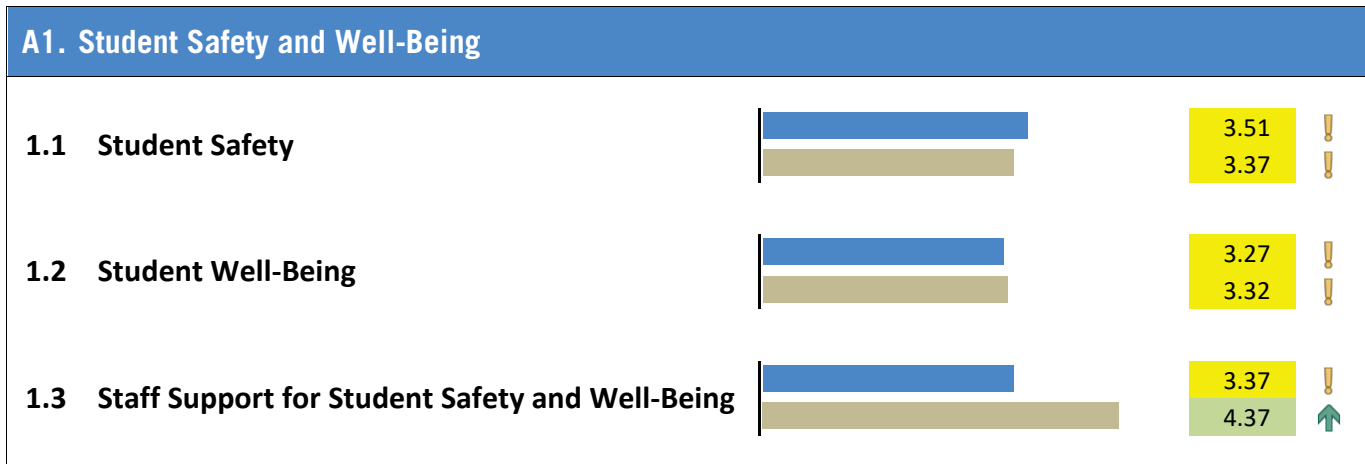 A1. Student Safety and Well-Being
1.1 Student Safety
3.51
3.37
1.2 Student Well-Being
3.27
3.32
1.3 Staff Support for Student Safety and Well-Being
3.37
4.37